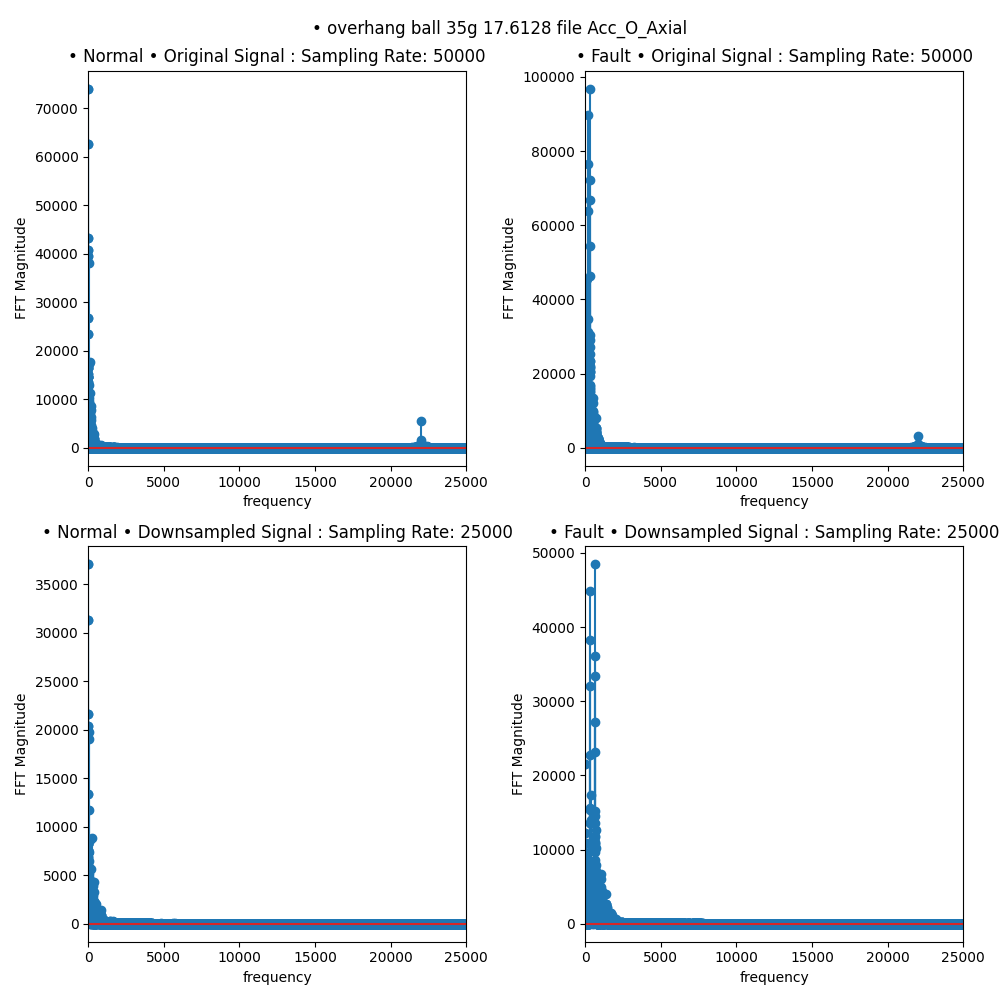 • overhang ball 35g 17.6128 file Acc_O_Axial
• Normal • Original Signal : Sampling Rate: 50000
70000
60000
50000
40000
30000
20000
10000
0
FFT Magnitude
0 5000 10000 15000 20000 25000
frequency
• Fault • Original Signal : Sampling Rate: 50000
100000
80000
60000
40000
20000
0
FFT Magnitude
0 5000 10000 15000 20000 25000
frequency
• Normal • Downsampled Signal : Sampling Rate: 25000
35000
30000
25000
20000
15000
10000
5000
0
FFT Magnitude
0 5000 10000 15000 20000 25000
frequency
• Fault • Downsampled Signal : Sampling Rate: 25000
50000
40000
30000
20000
10000
0
FFT Magnitude
0 5000 10000 15000 20000 25000
frequency